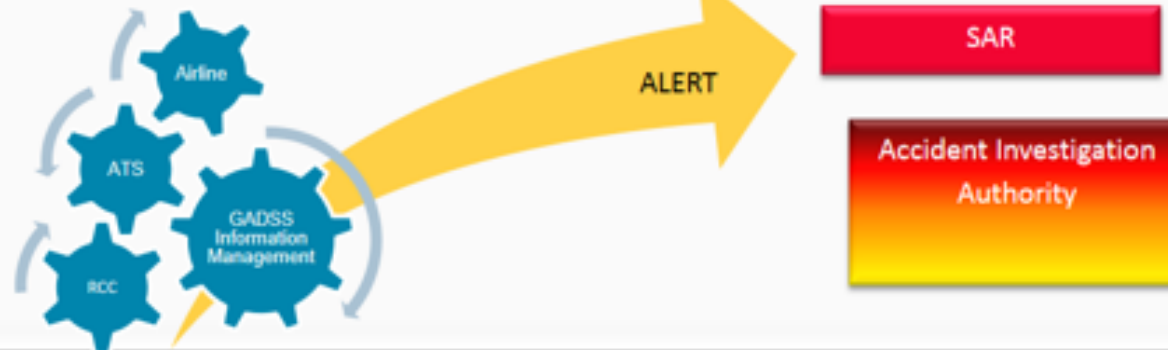 Airline
ATS
GADSS
Information
Management
RCC
ALERT
SAR
Accident Investigation
Authority